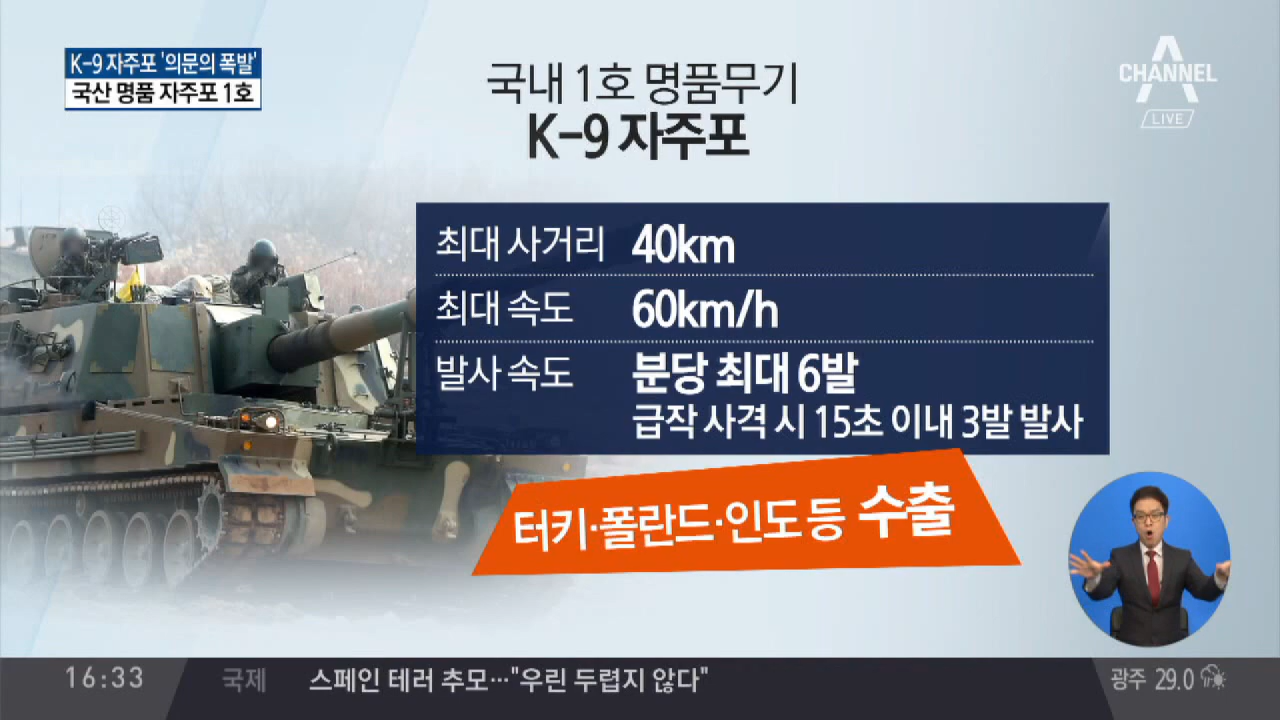 K-9 자주포 '의문의 폭발'
국산 명품 자주포 1호
국내 1호 명품무기
K-9 자주포
CHANNEL A
LIVE
최대 사거리 40km
최대 속도 60km/h
발사 속도 분당 최대 6발
급작 사격 시 15초 이내 3발 발사
터키·폴란드·인도 등 수출
16:33 국제 스페인 테러 추모…"우린 두렵지 않다" 광주 29.0